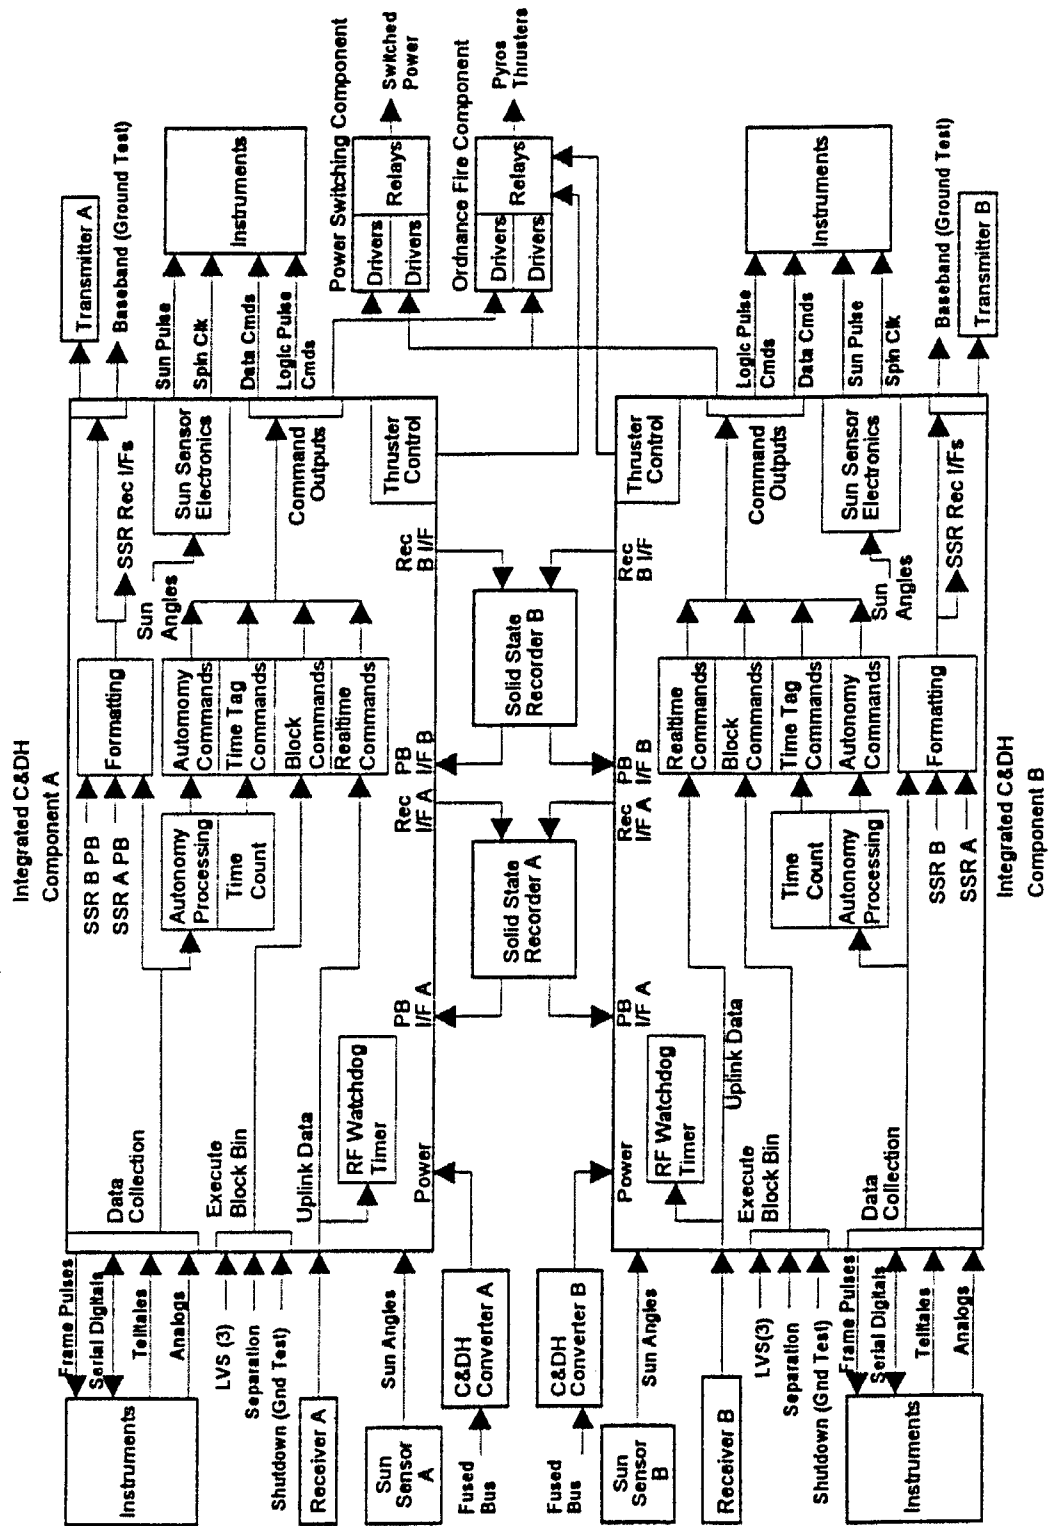 Integrated C&DH
Component A
Frame Pulses
Serial Digitals
Telltales
Analogs
Instruments
Data
Collection
SSR B PB
SSR A PB
Formatting
SSR Rec I/Fs
Transmitter A
Baseband (Ground Test)
LVS (3)
Separation
Shutdown (Gnd Test)
Execute
Block Bin
Autonomy
Processing
Time
Count
Automomy
Commands
Time Tag
Commands
Block
Commands
Realtime
Commands
Sun
Angles
Sun Sensor
Electronics
Command
Outputs
Sun Pulse
Spin Clk
Data Cmds
Logic Pulse
Cmds
Instruments
Receiver A
Uplink Data
RF Watchdog
Timer
Thruster
Control
Sun
Sensor
A
Sun Angles
Fused
Bus
C&DH
Converter A
Power
PB
I/F A
Rec
I/F A
PB
I/F B
Rec
B I/F
Power Switching Component
Drivers
Drivers
Relays
Switched
Power
Solid State
Recorder A
Solid State
Recorder B
Ordnance Fire Component
Drivers
Drivers
Relays
Pyros
Thrusters
Fused
Bus
C&DH
Converter B
Power
PB
I/F A
Rec
I/F A
PB
I/F B
Rec
B I/F
Sun
Sensor
B
Sun Angles
RF Watchdog
Timer
Thruster
Control
Receiver B
Uplink Data
Realtime
Commands
Block
Commands
Time Tag
Commands
Autonomy
Commands
Command
Outputs
Logic Pulse
Cmds
Data Cmds
Sun Pulse
Spin Clk
Instruments
LVS(3)
Separation
Shutdown (Gnd Test)
Execute
Block Bin
Time
Count
Autonomy
Processing
Sun
Angles
Sun Sensor
Electronics
Frame Pulses
Serial Digitals
Telltales
Analogs
Instruments
Data
Collection
SSR B
SSR A
Formatting
SSR Rec I/Fs
Baseband (Ground Test)
Transmitter B
Integrated C&DH
Component B